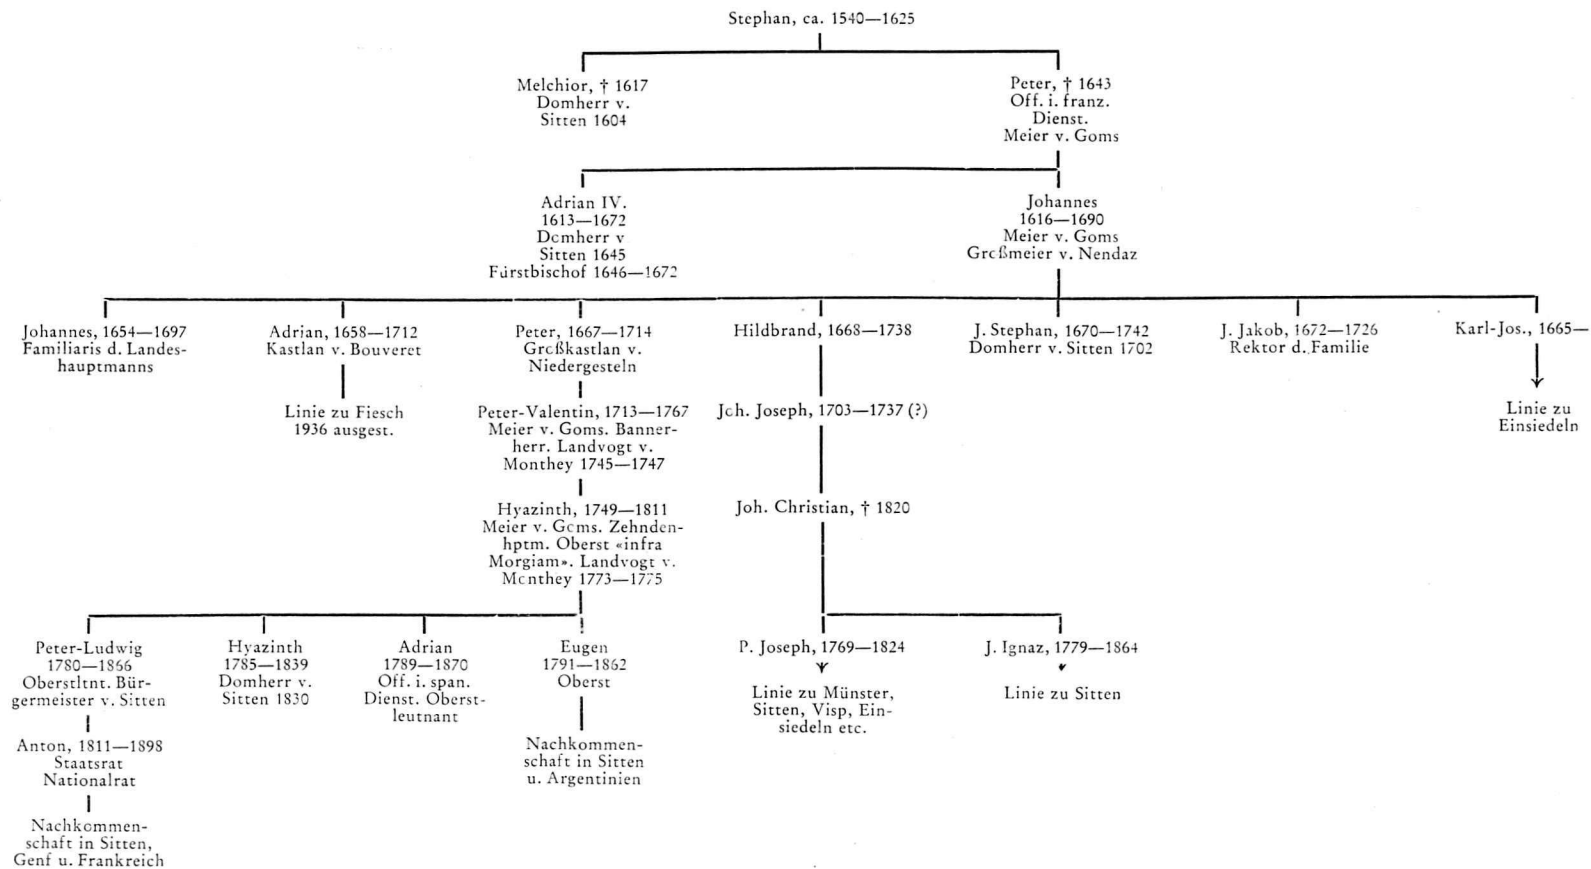 Stephan, ca. 1540—1625
Melchior, † 1617
Domherr v.
Sitten 1604
Peter, † 1643
Off. i. franz.
Dienst.
Meier v. Goms
Adrian IV.
1613—1672
Domherr v
Sitten 1645
Fürstbischof 1646—1672
Johannes
1616—1690
Meier v. Goms
Großmeier v. Nendaz
Johannes, 1654—1697
Familiaris d. Landes-
hauptmanns
Adrian, 1658—1712
Kastlan v. Bouveret
Linie zu Fiesch
1936 ausgest.
Peter, 1667—1714
Großkastlan v.
Niedergesteln
Peter-Valentin, 1713—1767
Meier v. Goms. Banner-
herr. Landvogt v.
Monthey 1745—1747
Hyazinth, 1749—1811
Meier v. Goms. Zehnden-
hptm. Oberst «infra
Morgiam». Landvogt v.
Monthey 1773—1775
Hildbrand, 1668—1738
Joh. Joseph, 1703—1737 (?)
Joh. Christian, † 1820
J. Stephan, 1670—1742
Domherr v. Sitten 1702
J. Jakob, 1672—1726
Rektor d. Familie
Karl-Jos., 1665—
Linie zu
Einsiedeln
Peter-Ludwig
1780—1866
Oberstltnt. Bür-
germeister v. Sitten
Anton, 1811—1898
Staatsrat
Nationalrat
Nachkommen-
schaft in Sitten,
Genf u. Frankreich
Hyazinth
1785—1839
Domherr v.
Sitten 1830
Adrian
1789—1870
Off. i. span.
Dienst. Oberst-
leutnant
Eugen
1791—1862
Oberst
Nachkommen-
schaft in Sitten
u. Argentinien
P. Joseph, 1769—1824
Linie zu Münster,
Sitten, Visp, Ein-
siedeln etc.
J. Ignaz, 1779—1864
Linie zu Sitten